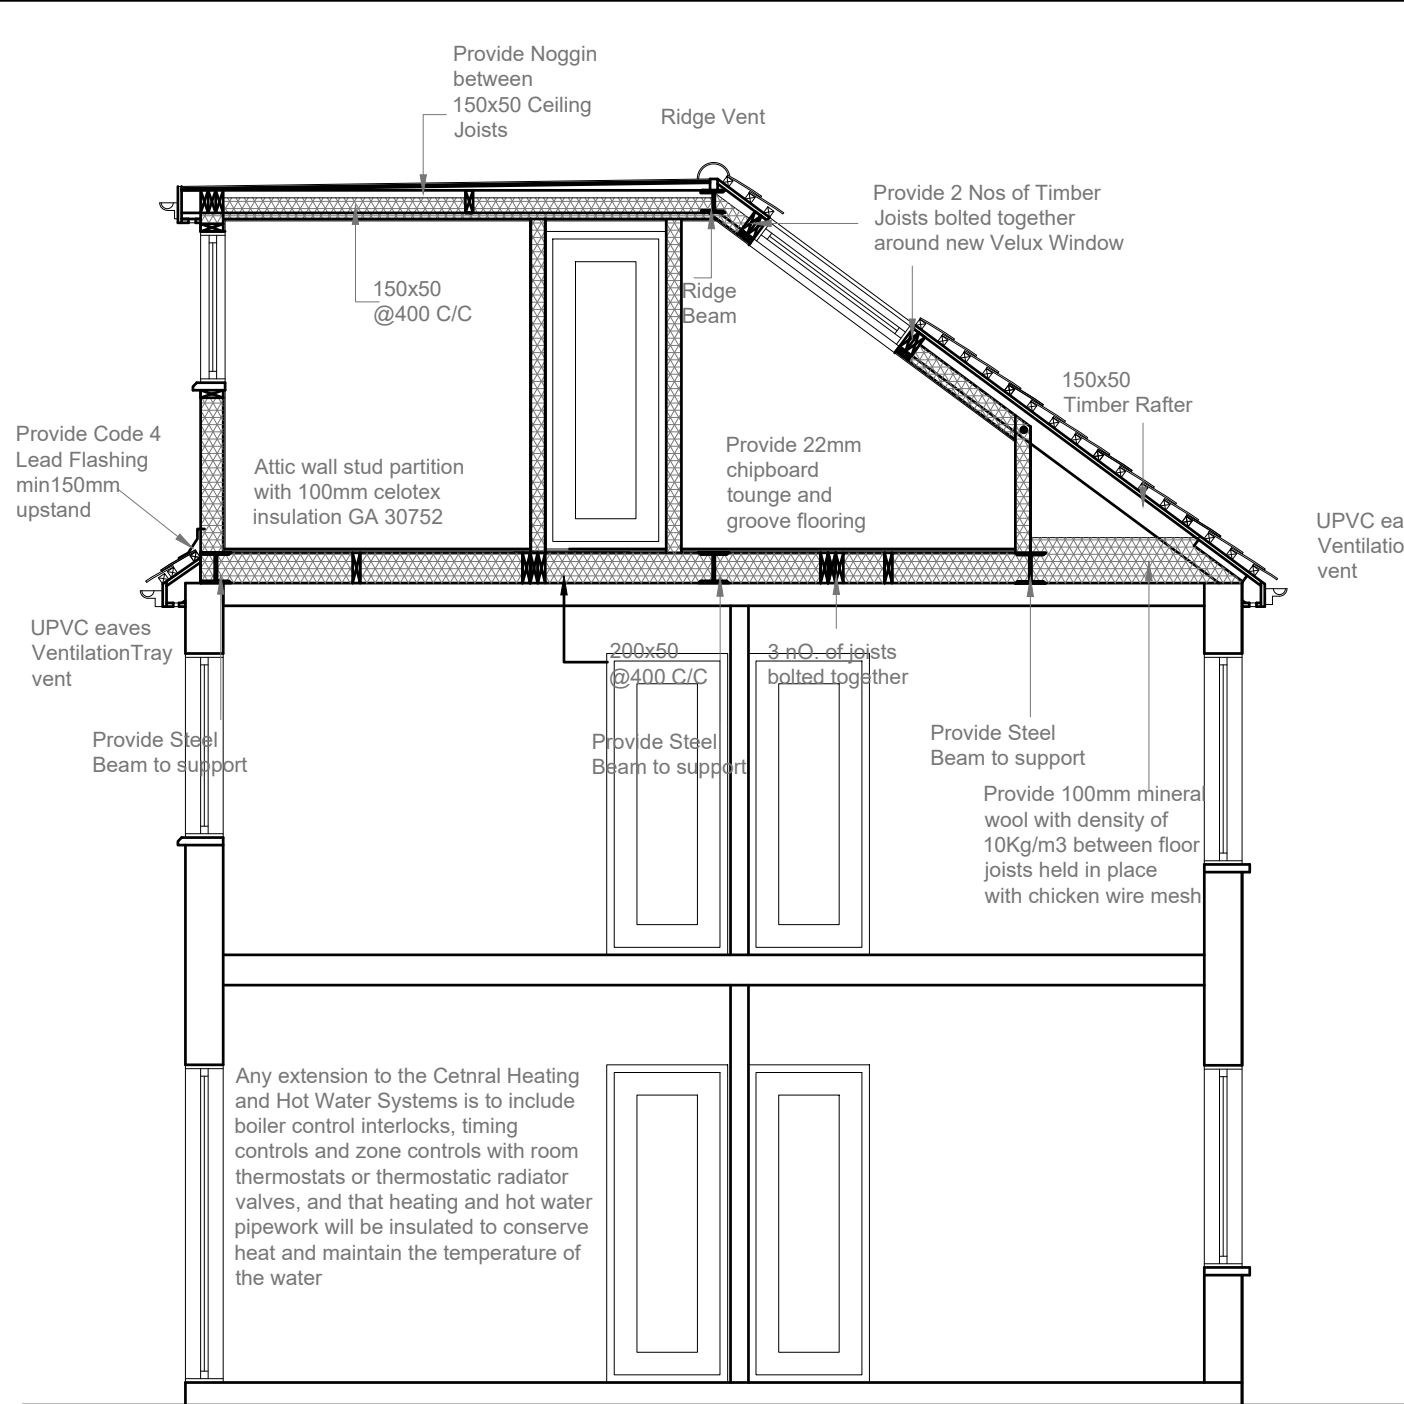 Provide Noggin
between
150x50 Ceiling
Joists
Ridge Vent
Provide 2 Nos of Timber
Joists bolted together
around new Velux Window
150x50
@400 C/C
Ridge
Beam
150x50
Timber Rafter
Provide Code 4
Lead Flashing
min150mm
upstand
Attic wall stud partition
with 100mm celotex
insulation GA 30752
Provide 22mm
chipboard
tounge and
groove flooring
UPVC ea
Ventilatio
vent
UPVC eaves
VentilationTray
vent
200x50
@400 C/C
3 nO. of joists
bolted together
Provide Steel
Beam to support
Provide Steel
Beam to support
Provide Steel
Beam to support
Provide 100mm mineral
wool with density of
10Kg/m3 between floor
joists held in place
with chicken wire mesh
Any extension to the Cetnral Heating
and Hot Water Systems is to include
boiler control interlocks, timing
controls and zone controls with room
thermostats or thermostatic radiator
valves, and that heating and hot water
pipework will be insulated to conserve
heat and maintain the temperature of
the water